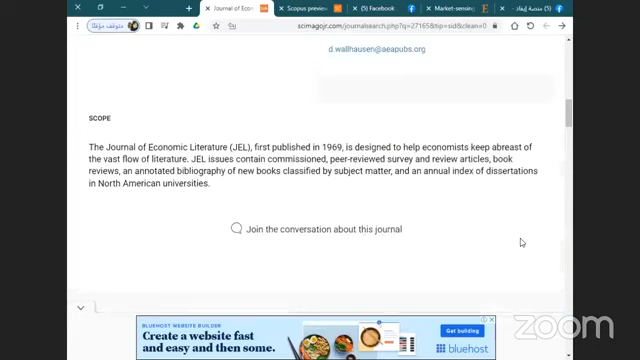 Journal of Econ
Scopus preview
Facebook
Market-sensing
منصة إيفاد
متوقف مؤقتًا
scimagojr.com/journalsearch.php?q=27165&tip=sid&clean=0
d.wallhausen@aeapubs.org
SCOPE
The Journal of Economic Literature (JEL), first published in 1969, is designed to help economists keep abreast of
the vast flow of literature. JEL issues contain commissioned, peer-reviewed survey and review articles, book
reviews, an annotated bibliography of new books classified by subject matter, and an annual index of dissertations
in North American universities.
Join the conversation about this journal
BLUEHOST WEBSITE BUILDER:
Create a website fast
and easy and then some.
Get building
bluehost
zoom